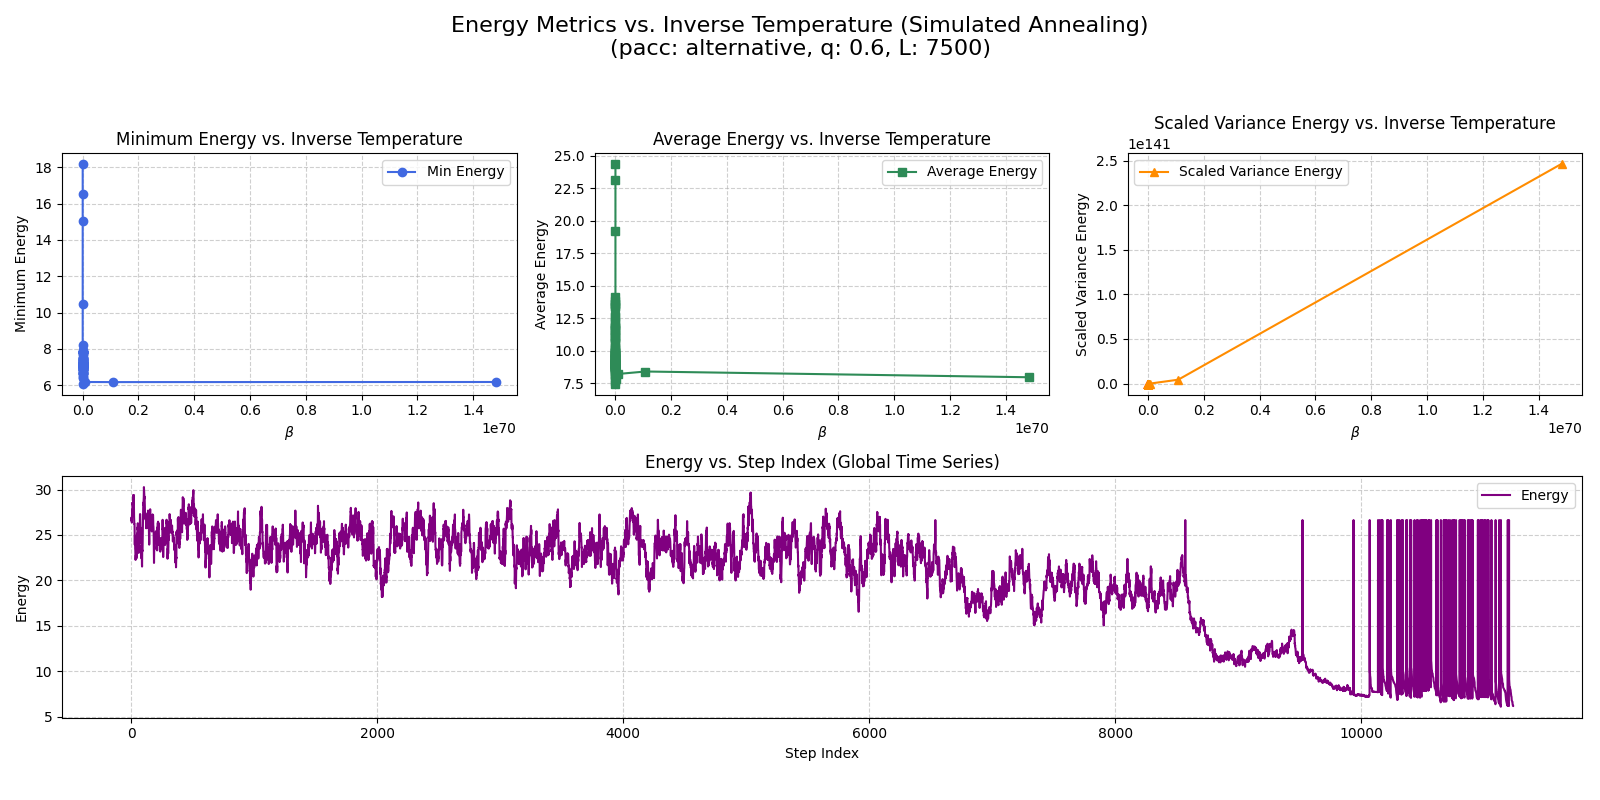 Energy Metrics vs. Inverse Temperature (Simulated Annealing)
(pacc: alternative, q: 0.6, L: 7500)
Minimum Energy vs. Inverse Temperature
Minimum Energy
18
16
14
12
10
8
6
Min Energy
0.0 0.2 0.4 0.6 0.8 1.0 1.2 1.4
1e70
β
Average Energy vs. Inverse Temperature
Average Energy
25.0
22.5
20.0
17.5
15.0
12.5
10.0
7.5
Average Energy
0.0 0.2 0.4 0.6 0.8 1.0 1.2 1.4
1e70
β
Scaled Variance Energy vs. Inverse Temperature
1e141
Scaled Variance Energy
2.5
2.0
1.5
1.0
0.5
0.0
Scaled Variance Energy
0.0 0.2 0.4 0.6 0.8 1.0 1.2 1.4
1e70
β
Energy vs. Step Index (Global Time Series)
Energy
30
25
20
15
10
5
Energy
0 2000 4000 6000 8000 10000
Step Index